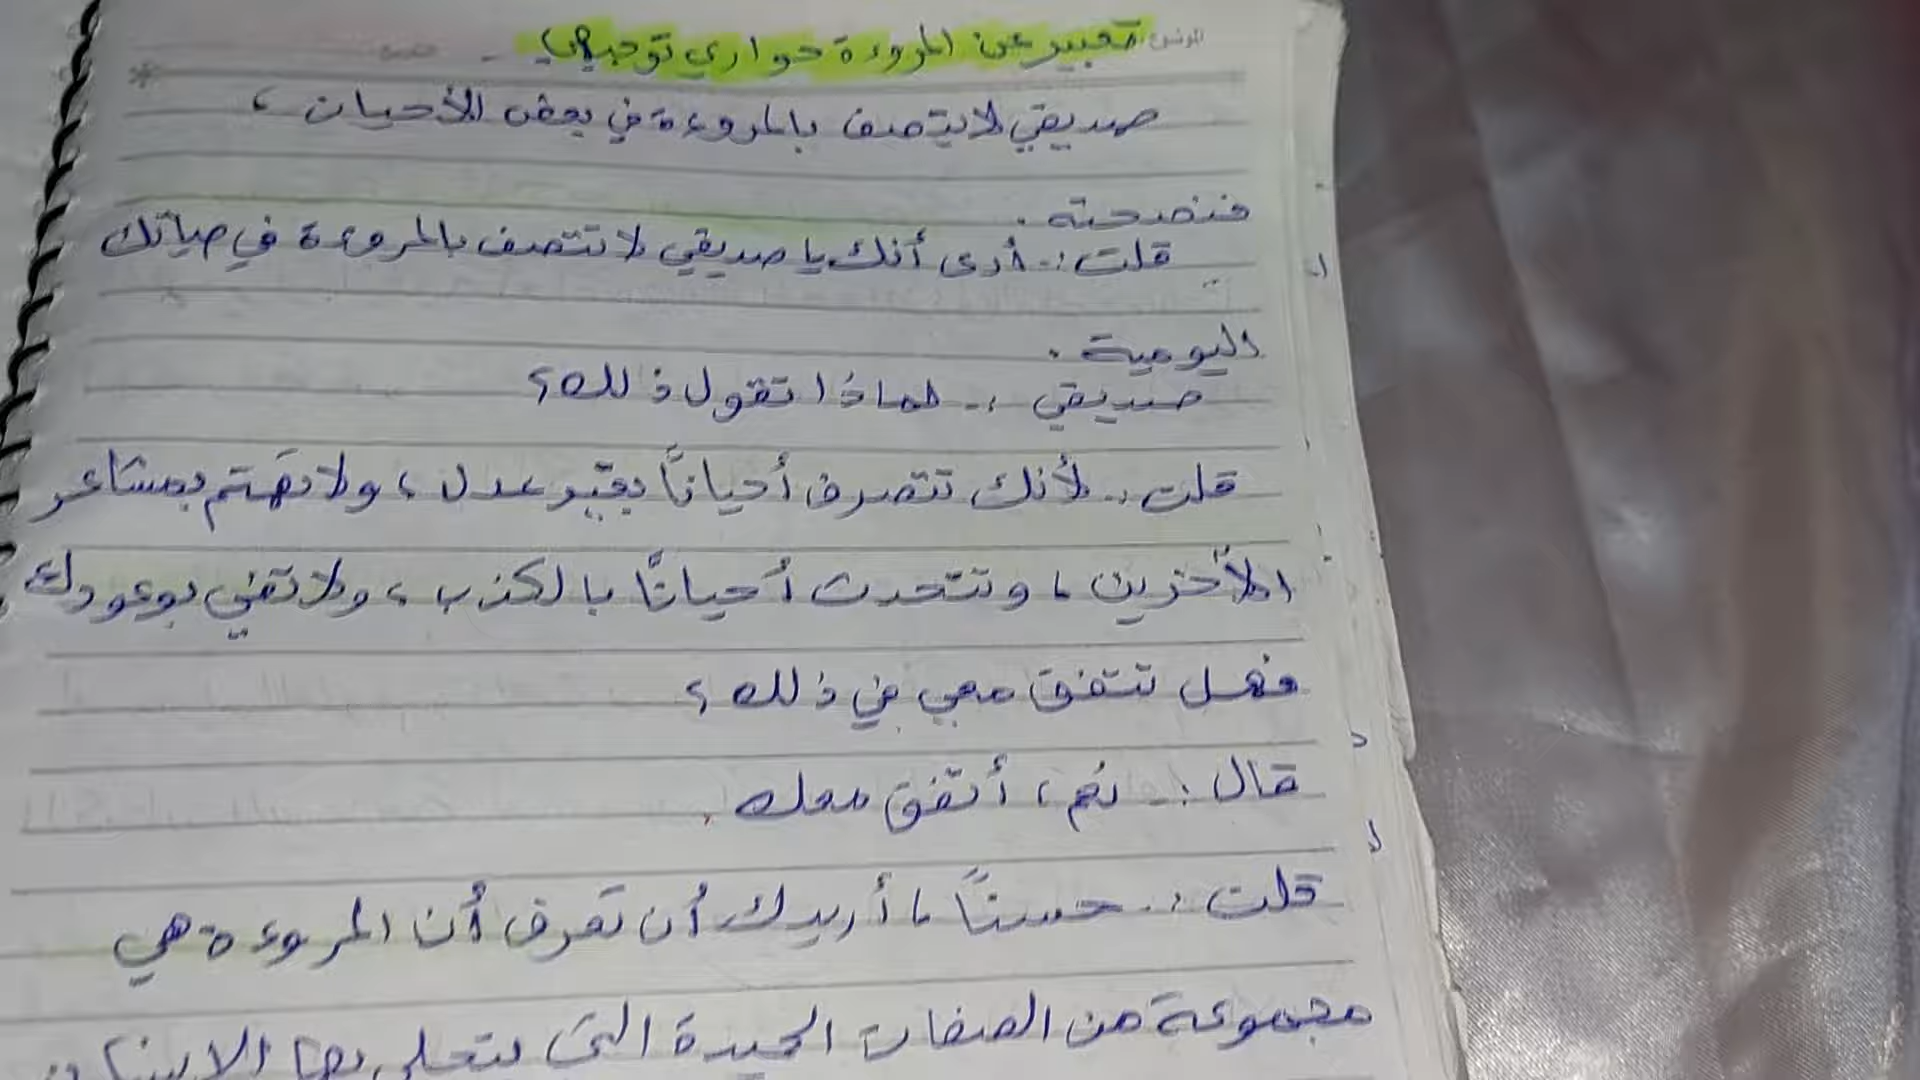 تعبير عن المروءة حواري توجيهي.
صديقي لا يتصف بالمروءة في بعض الأحيان،
فنصحته.
قلت:. أرى أنك يا صديقي لا تتصف بالمروءة في حياتك
اليومية.
صديقي :. لماذا تقول ذلك؟
قلت:. لأنك تتصرف أحياناً بغير عدل، ولا تهتم بمشاعر
الآخرين، وتتحدث أحياناً بالكذب، ولا تفي بوعودك
فهل تتفق معي في ذلك؟
قال:. نعم، أتفق معك.
قلت:. حسناً، أريدك أن تعرف أن المروءة هي
مجموعة من الصفات الحميدة التي يتحلى بها الإنسان